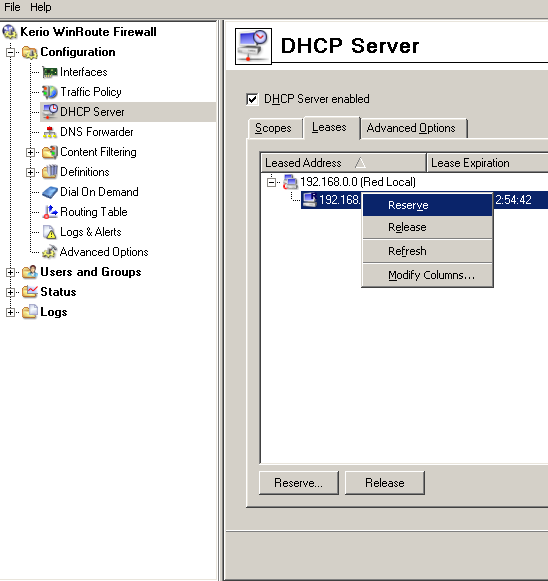 File Help
Kerio WinRoute Firewall
Configuration
Interfaces
Traffic Policy
DHCP Server
DNS Forwarder
Content Filtering
Definitions
Dial On Demand
Routing Table
Logs & Alerts
Advanced Options
Users and Groups
Status
Logs
DHCP Server
DHCP Server enabled
Scopes Leases Advanced Options
Leased Address Lease Expiration
192.168.0.0 (Red Local)
192.168. 2:54:42
Reserve
Release
Refresh
Modify Columns...
Reserve... Release